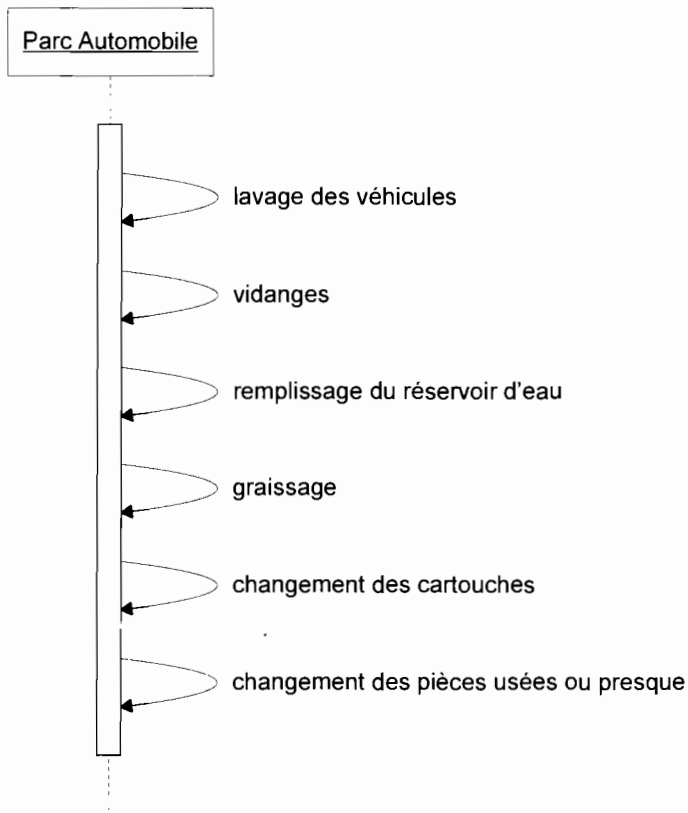 Parc Automobile
lavage des véhicules
vidanges
remplissage du réservoir d'eau
graissage
changement des cartouches
changement des pièces usées ou presque